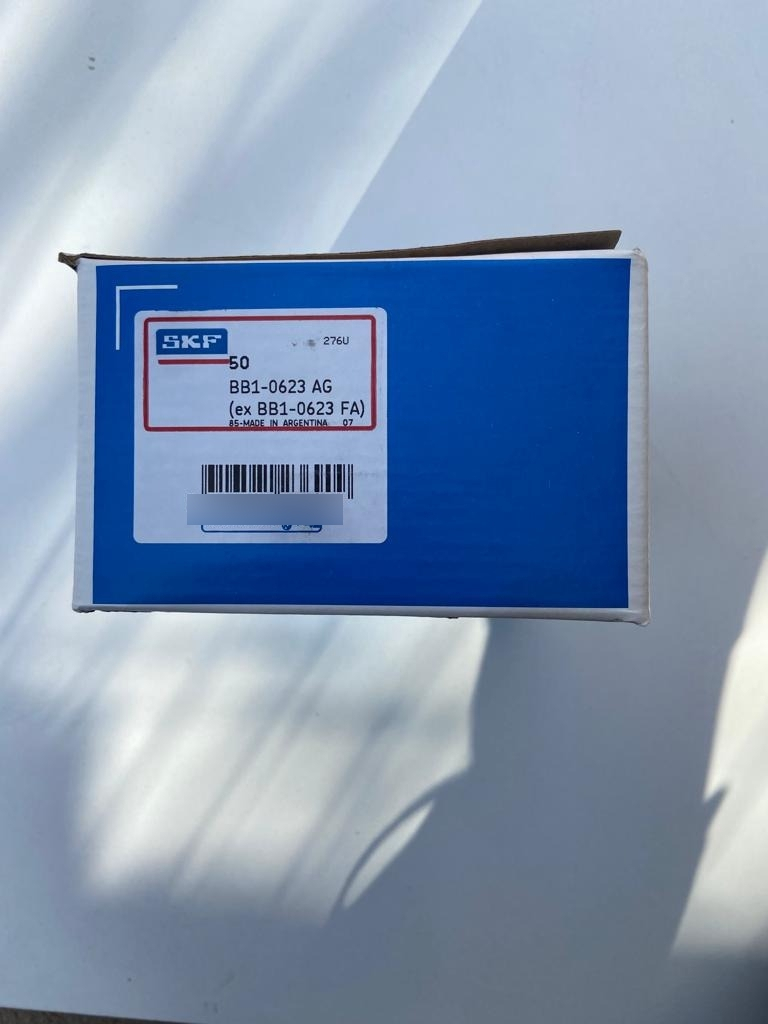 SKF
276U
50
BB1-0623 AG
(ex BB1-0623 FA)
85-MADE IN ARGENTINA 07